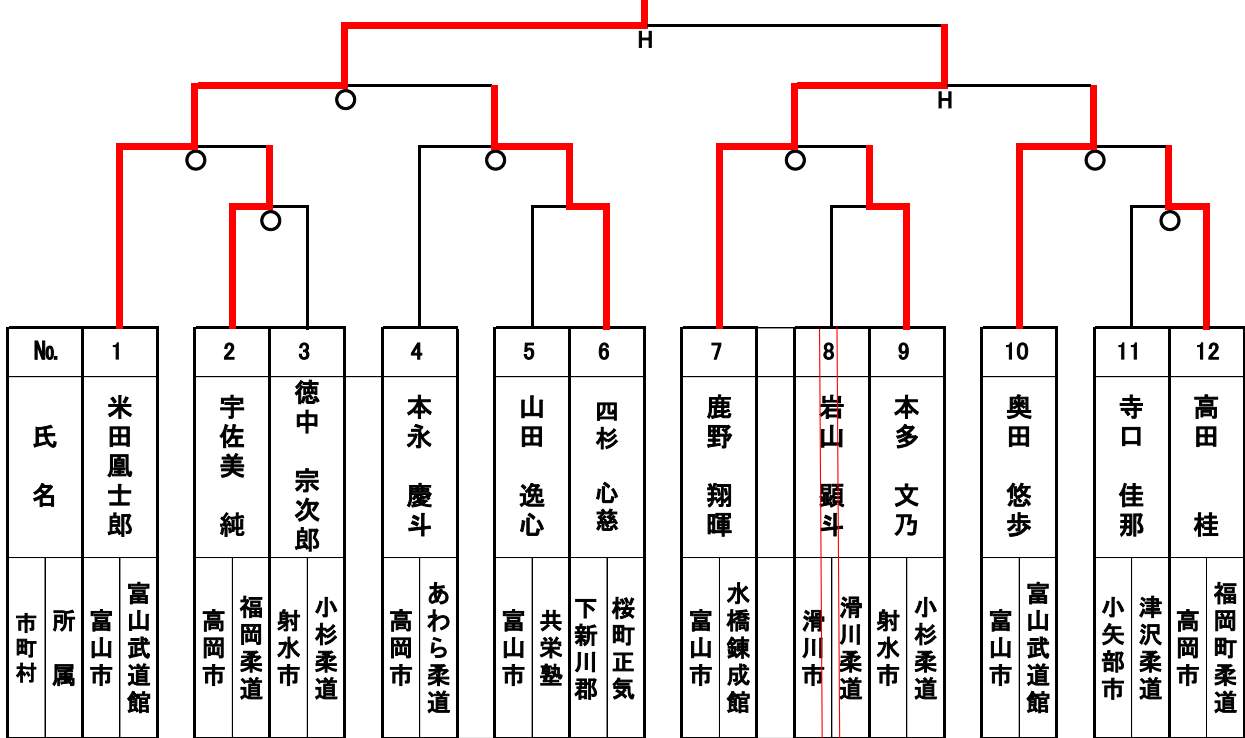 H
H
No.
1
2
3
4
5
6
7
8
9
10
11
12
氏名
米田凰士郎
宇佐美 純
徳中 宗次郎
本永 慶斗
山田 逸心
四杉 心慈
鹿野 翔暉
岩山 顕斗
本多 文乃
奥田 悠歩
寺口 佳那
高田 桂
市町村
所属
富山市
富山武道館
高岡市
福岡柔道
射水市
小杉柔道
高岡市
あわら柔道
富山市
共栄塾
下新川郡
桜町正気
富山市
水橋錬成館
滑川市
滑川柔道
射水市
小杉柔道
富山市
富山武道館
小矢部市
津沢柔道
高岡市
福岡町柔道